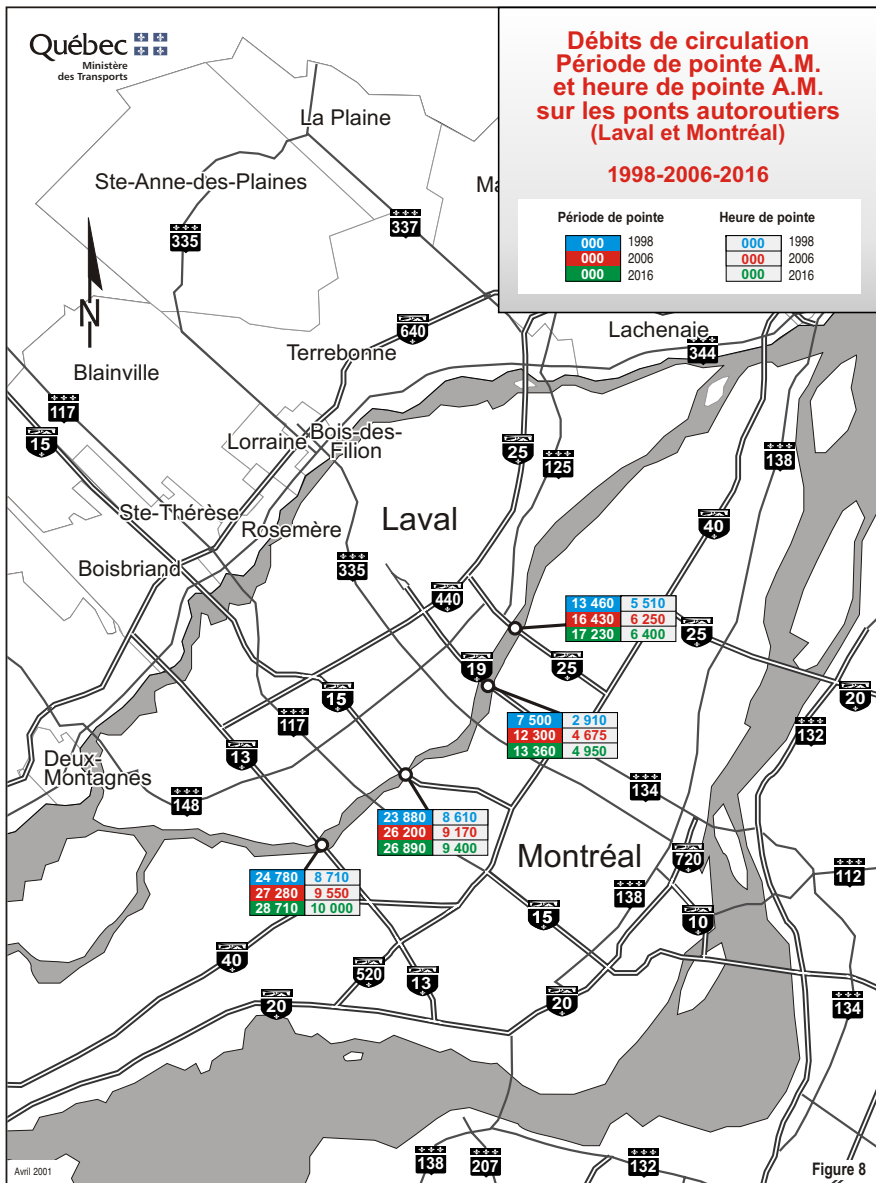 Québec
Ministère
des Transports
Débits de circulation
Période de pointe A.M.
et heure de pointe A.M.
sur les ponts autoroutiers
(Laval et Montréal)
1998-2006-2016
Période de pointe
Heure de pointe
000 1998
000 2006
000 2016
000 1998
000 2006
000 2016
La Plaine
Ste-Anne-des-Plaines
Ma
335
337
N
640
Lachenaie
344
Terrebonne
Blainville
117
15
Lorraine
Bois-des-
Filion
25
125
138
Ste-Thérèse
Rosemère
Laval
40
Boisbriand
335
440
13 460 5 510
16 430 6 250
17 230 6 400
25
19
25
20
15
117
7 500 2 910
12 300 4 675
13 360 4 950
132
13
Deux-
Montagnes
148
134
23 880 8 610
26 200 9 170
26 890 9 400
Montréal
720
112
24 780 8 710
27 280 9 550
28 710 10 000
138
15
10
40
520
13
20
20
134
138
207
132
Avril 2001
Figure 8